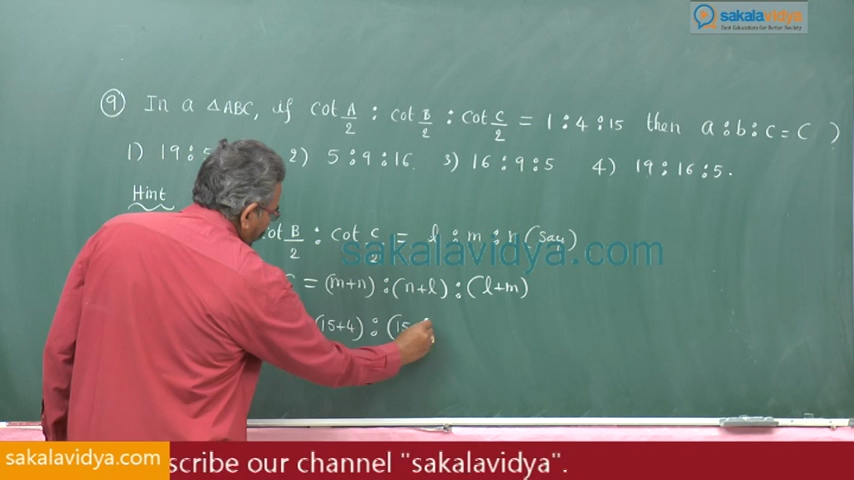 sakalavidya
9 In a △ABC, if cot A/2 : cot B/2 : cot C/2 = 1 : 4 : 15 then a : b : c = ( )
1) 19 : 5 2) 5 : 9 : 16 3) 16 : 9 : 5 4) 19 : 16 : 5.
Hint
cot B/2 : cot C/2 = l : m : n (say)
= (m+n) : (n+l) : (l+m)
(15+4) : (15
sakalavidya.com
sakalavidya.com
scribe our channel "sakalavidya".